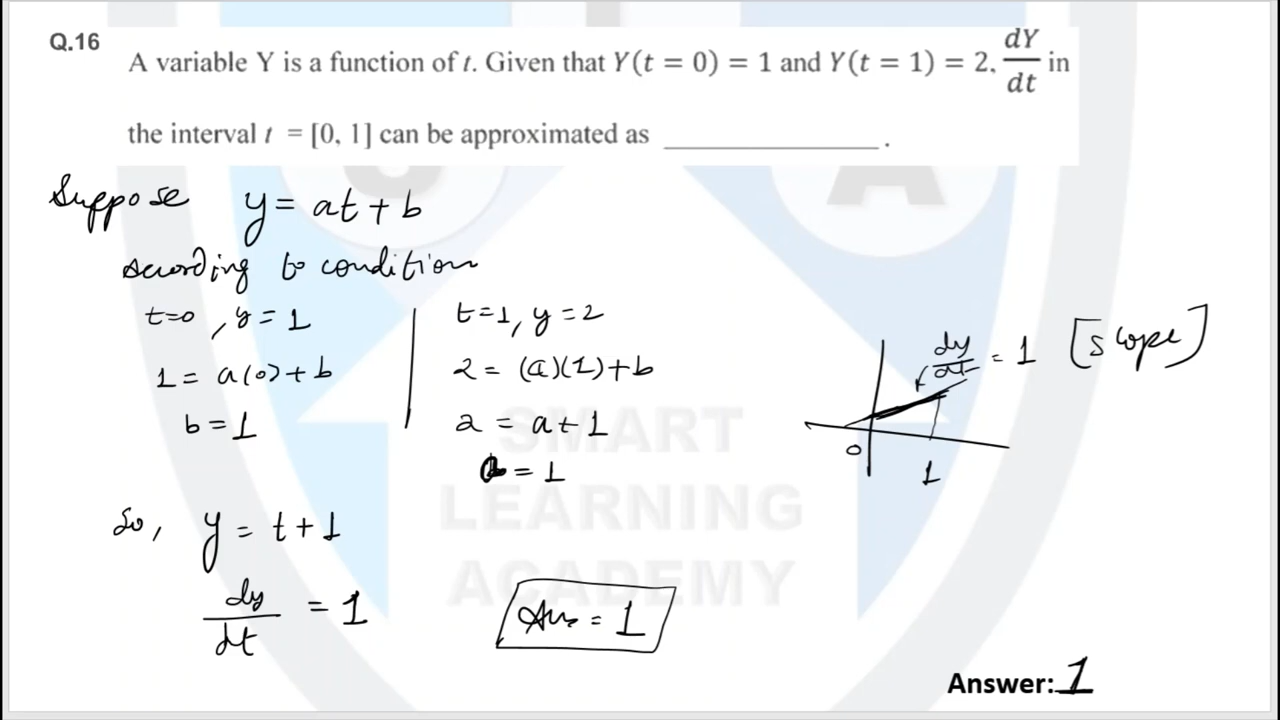 Q.16
A variable Y is a function of t. Given that Y(t = 0) = 1 and Y(t = 1) = 2, dY/dt in
the interval t = [0, 1] can be approximated as ____________.
Suppose y = at + b
according to condition
t=0, y = 1
1 = a(0) + b
b = 1
t=1, y = 2
2 = (a)(1) + b
2 = a + 1
a = 1
dy/dt = 1 [slope]
0
1
So, y = t + 1
dy/dt = 1
Ans = 1
SMART
LEARNING
ACADEMY
Answer: 1